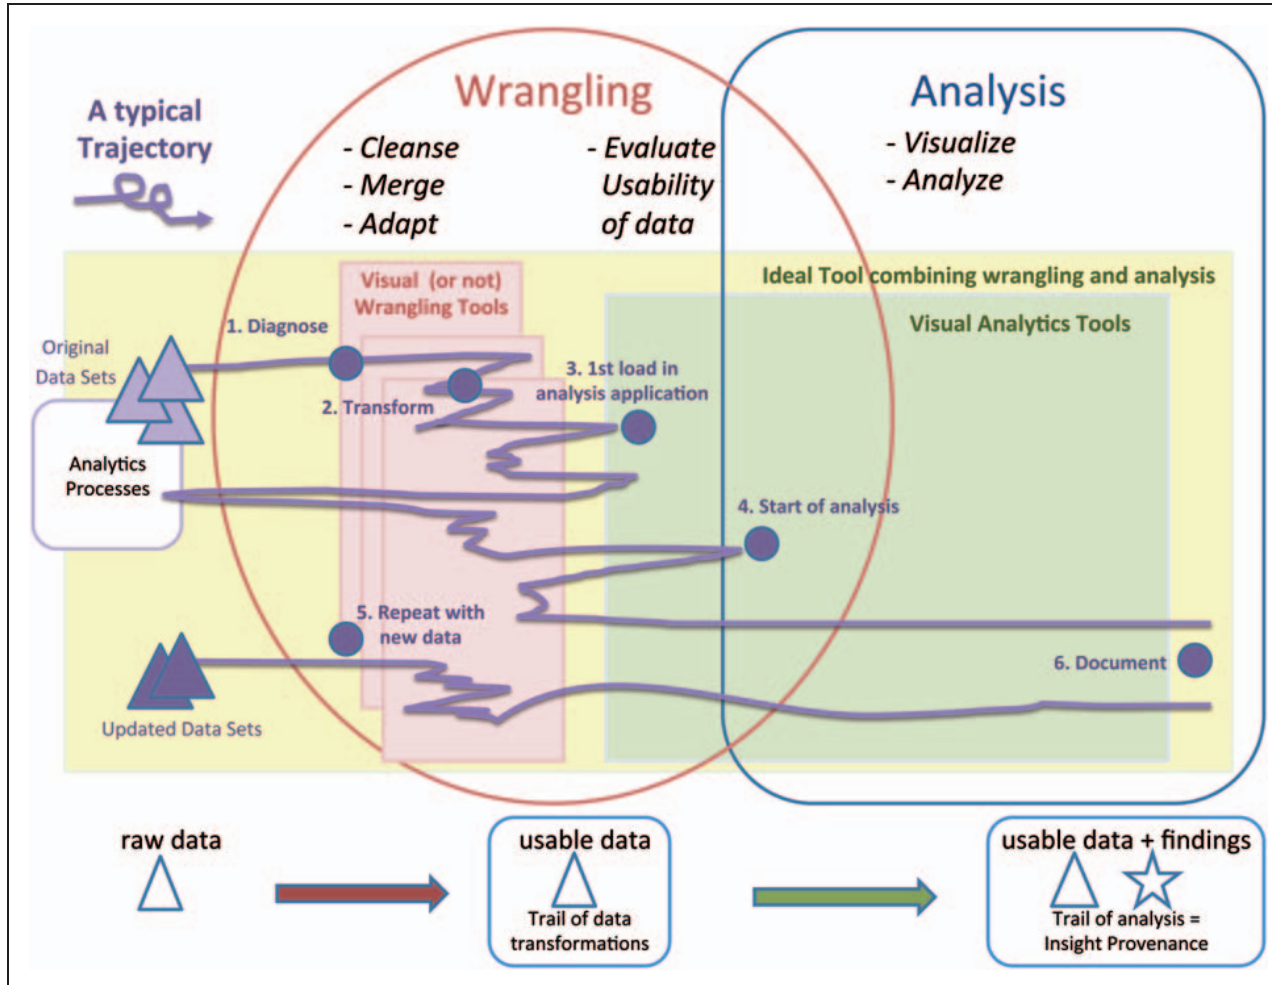 Wrangling
Analysis
A typical
Trajectory
- Cleanse
- Merge
- Adapt
- Evaluate
Usability
of data
- Visualize
- Analyze
Ideal Tool combining wrangling and analysis
Visual (or not)
Wrangling Tools
Visual Analytics Tools
1. Diagnose
Original
Data Sets
3. 1st load in
analysis application
2. Transform
Analytics
Processes
4. Start of analysis
5. Repeat with
new data
6. Document
Updated Data Sets
raw data
usable data
Trail of data
transformations
usable data + findings
Trail of analysis =
Insight Provenance